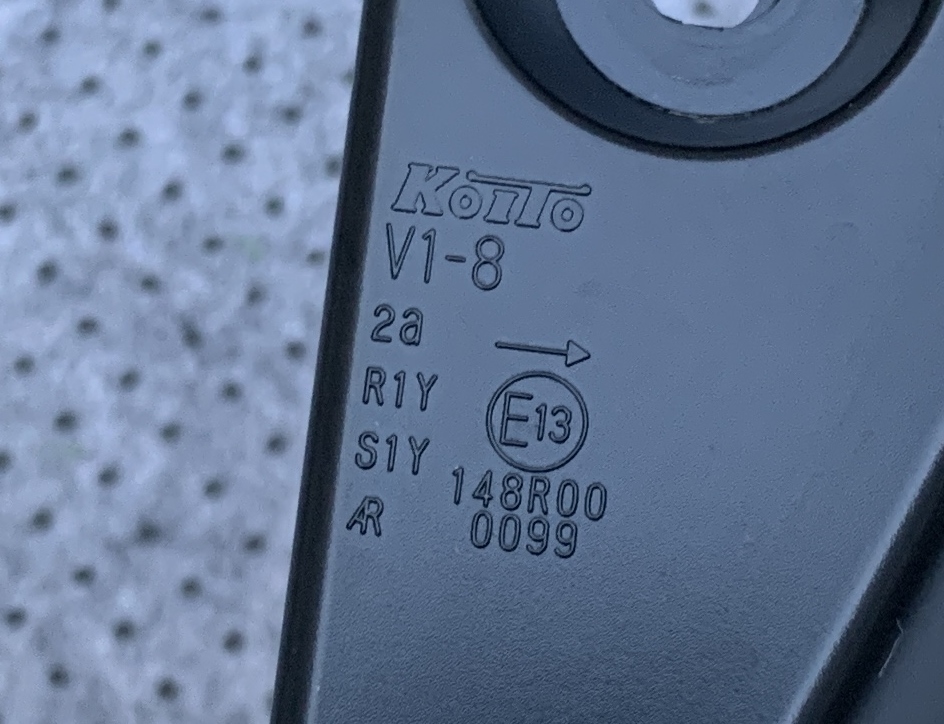 KOITO
V1-8
2a
R1Y
E13
S1Y
148R00
AR
0099